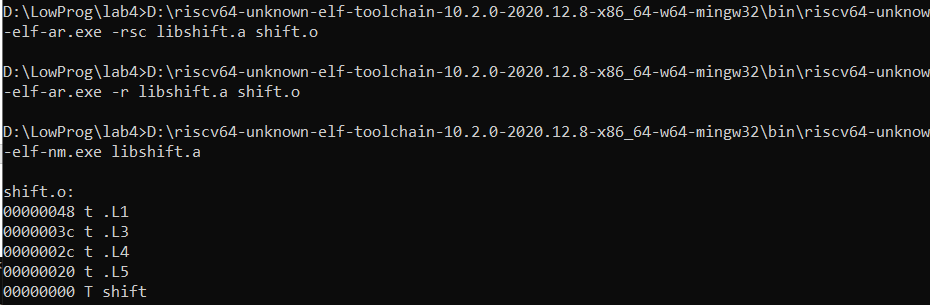 D:\LowProg\lab4>D:\riscv64-unknown-elf-toolchain-10.2.0-2020.12.8-x86_64-w64-mingw32\bin\riscv64-unknow
-elf-ar.exe -rsc libshift.a shift.o
D:\LowProg\lab4>D:\riscv64-unknown-elf-toolchain-10.2.0-2020.12.8-x86_64-w64-mingw32\bin\riscv64-unknow
-elf-ar.exe -r libshift.a shift.o
D:\LowProg\lab4>D:\riscv64-unknown-elf-toolchain-10.2.0-2020.12.8-x86_64-w64-mingw32\bin\riscv64-unknow
-elf-nm.exe libshift.a
shift.o:
00000048 t .L1
0000003c t .L3
0000002c t .L4
00000020 t .L5
00000000 T shift